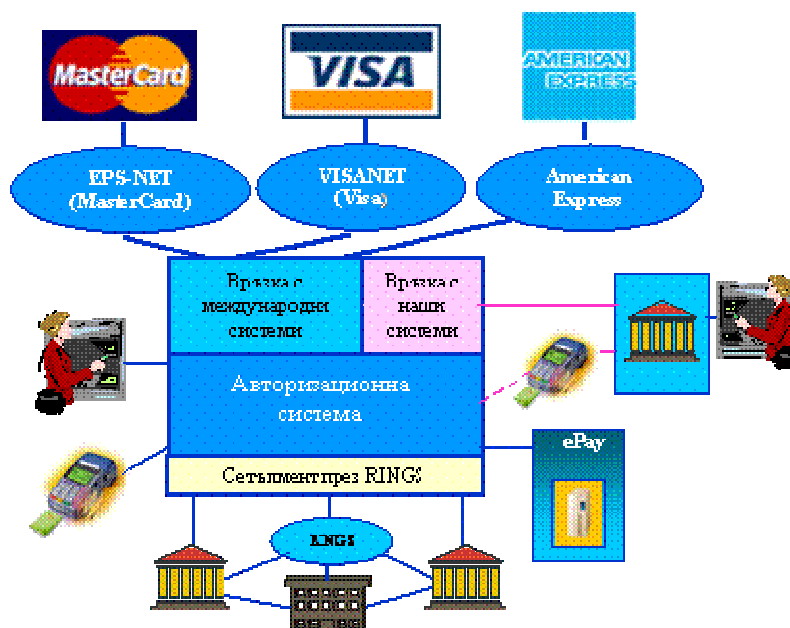 MasterCard
VISA
AMERICAN
EXPRESS
EPS-NET
(MasterCard)
VISANET
(Visa)
American
Express
Връзка с
международни
системи
Връзка с
наши
системи
Авторизационна
система
ePay
Сетълмент през RINGS
RINGS